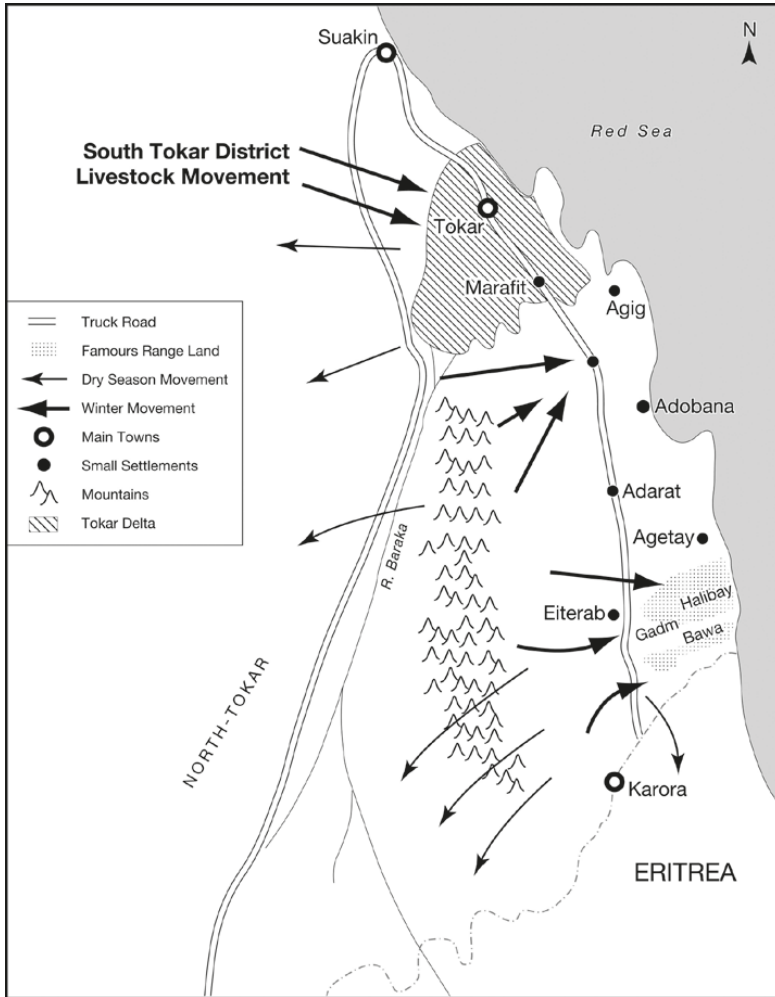 Suakin
N
Red Sea
South Tokar District
Livestock Movement
Tokar
Marafit
Agig
Truck Road
Famours Range Land
Dry Season Movement
Winter Movement
Main Towns
Small Settlements
Mountains
Tokar Delta
Adobana
Adarat
R. Baraka
Agetay
Halibay
Eiterab
Gadm
Bawa
NORTH-TOKAR
Karora
ERITREA